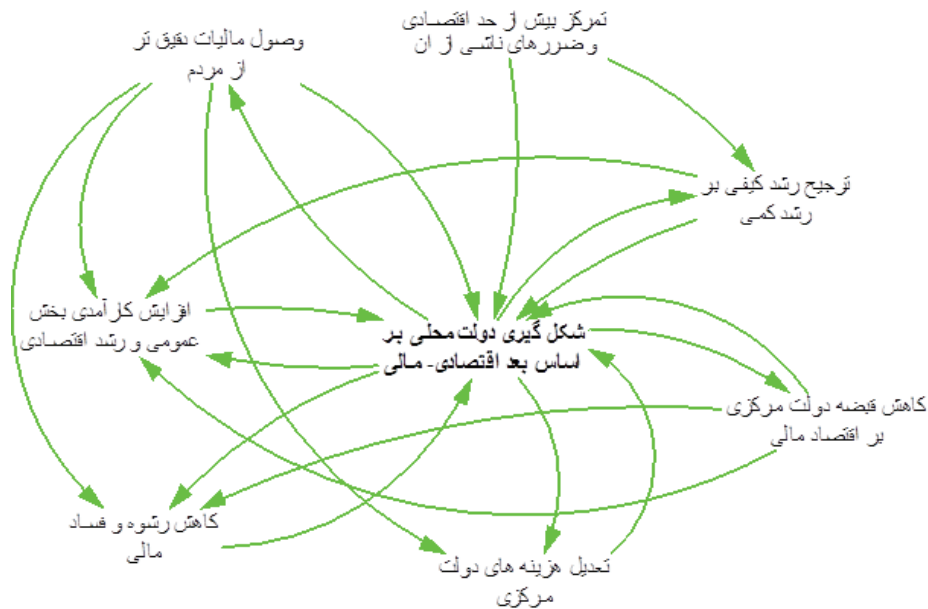 تمرکز بیش از حد اقتصادی
و ضررهای ناشی از ان
وصول مالیات دقیق تر
از مردم
ترجیح رشد کیفی بر
رشد کمی
افزایش کارآمدی بخش
عمومی و رشد اقتصادی
شکل گیری دولت محلی بر
اساس بعد اقتصادی- مالی
کاهش قبضه دولت مرکزی
بر اقتصاد مالی
کاهش رشوه و فساد
مالی
تعدیل هزینه های دولت
مرکزی